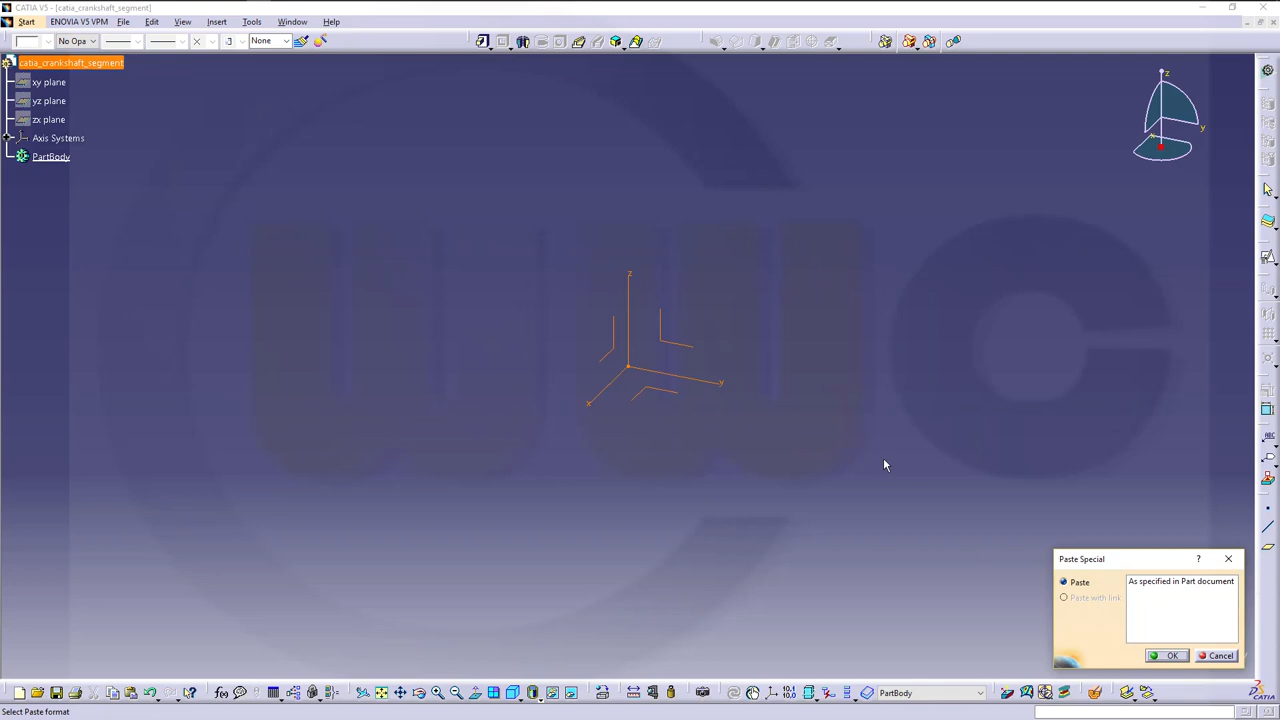 CATIA V5 - [catia_crankshaft_segment]
Start ENOVIA V5 VPM File Edit View Insert Tools Window Help
No Opa None
catia_crankshaft_segment
xy plane
yz plane
zx plane
Axis Systems
PartBody
z
y
x
z
y
x
wwc
Paste Special ? 
Paste
Paste with link
As specified in Part document
OK Cancel
PartBody
Select Paste format
CATIA